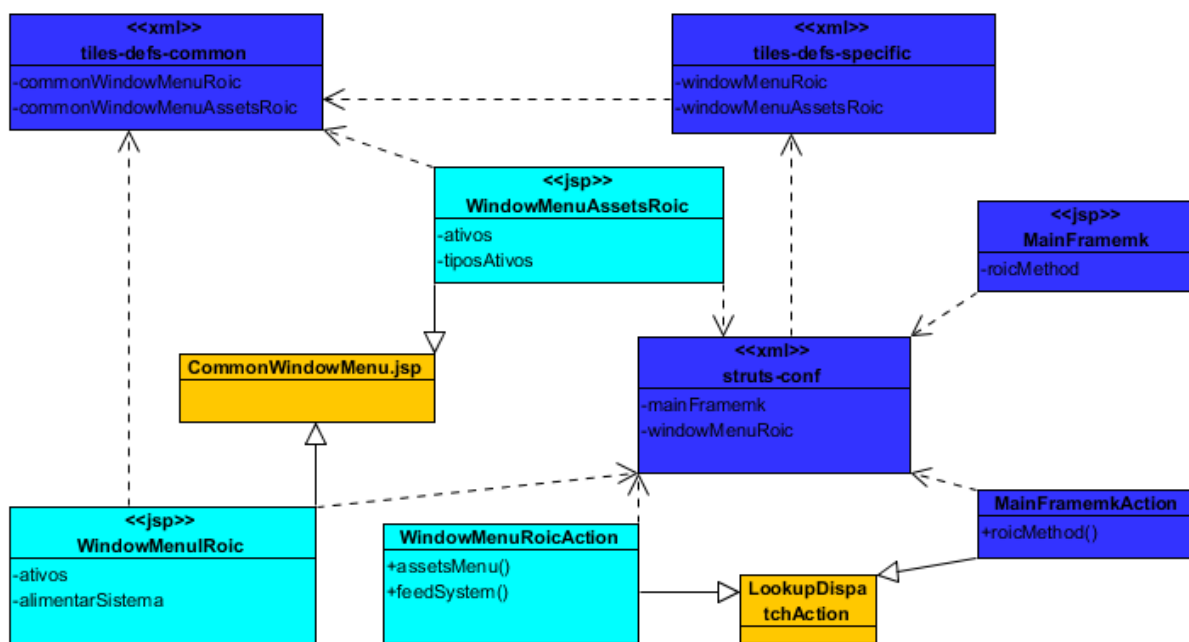 <<xml>>
tiles-defs-common
-commonWindowMenuRoic
-commonWindowMenuAssetsRoic
<<xml>>
tiles-defs-specific
-windowMenuRoic
-windowMenuAssetsRoic
<<jsp>>
WindowMenuAssetsRoic
-ativos
-tiposAtivos
<<jsp>>
MainFramemk
-roicMethod
CommonWindowMenu.jsp
<<xml>>
struts-conf
-mainFramemk
-windowMenuRoic
<<jsp>>
WindowMenuIRoic
-ativos
-alimentarSistema
WindowMenuRoicAction
+assetsMenu()
+feedSystem()
MainFramemkAction
+roicMethod()
LookupDispa
tchAction